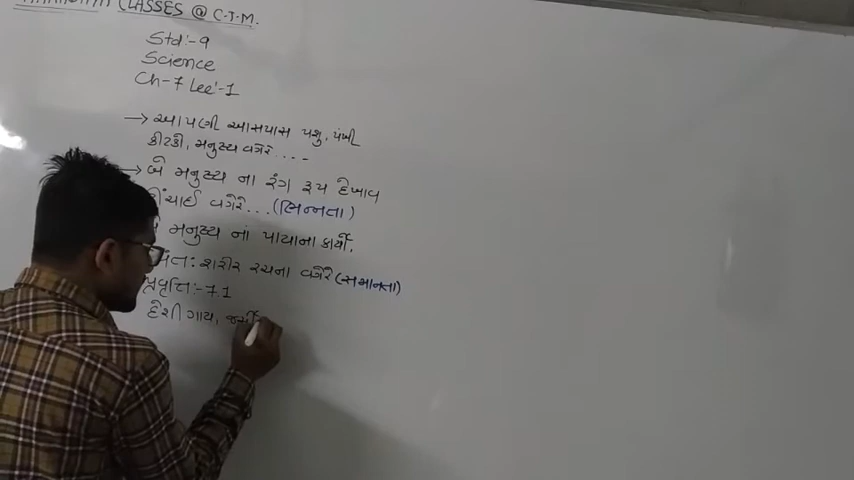 CLASSES @ C.T.M.
Std:- 9
Science
Ch-7 Lec'-1
→ આપણી આસપાસ પશુ, પંખી
કીટકો, મનુષ્ય વગેરે....
→ બે મનુષ્ય ના રંગ રૂપ દેખાવ
ઊંચાઈ વગેરે...(ભિન્નતા)
મનુષ્ય નાં પાયાના કાર્યો,
શરીર રચના વગેરે (સમાનતા)
પ્રવૃત્તિ:- 7.1
દેશી ગાય,